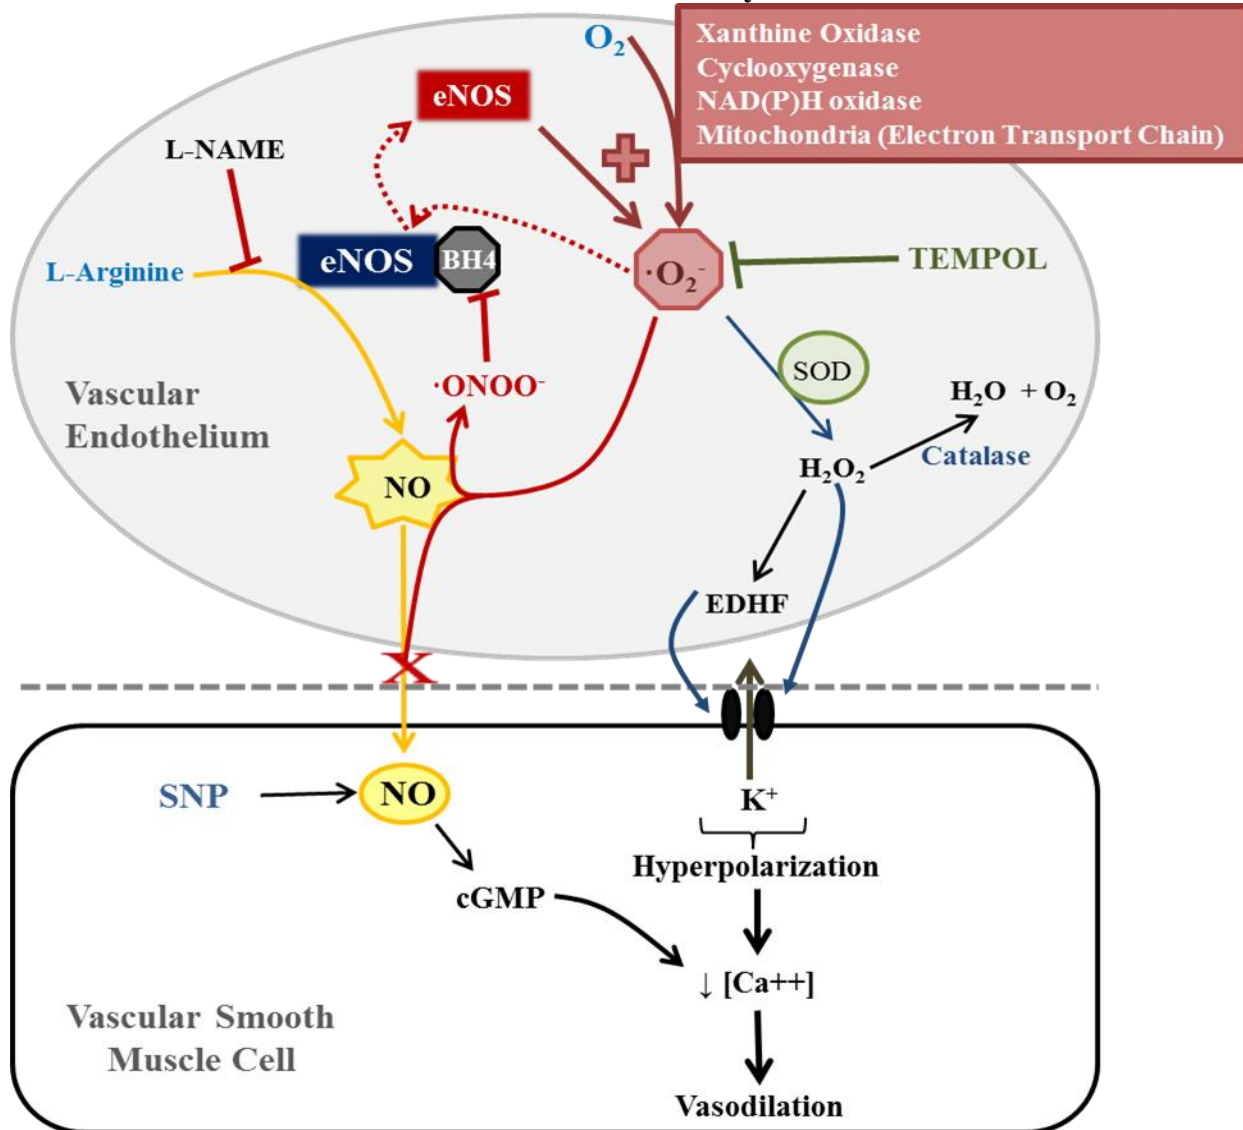 O₂
Xanthine Oxidase
Cyclooxygenase
NAD(P)H oxidase
Mitochondria (Electron Transport Chain)
eNOS
L-NAME
L-Arginine
eNOS
BH4
·O₂⁻
TEMPOL
·ONOO⁻
SOD
Vascular
Endothelium
H₂O + O₂
Catalase
H₂O₂
NO
EDHF
X
SNP
NO
K⁺
Hyperpolarization
cGMP
↓ [Ca++]
Vascular Smooth
Muscle Cell
Vasodilation